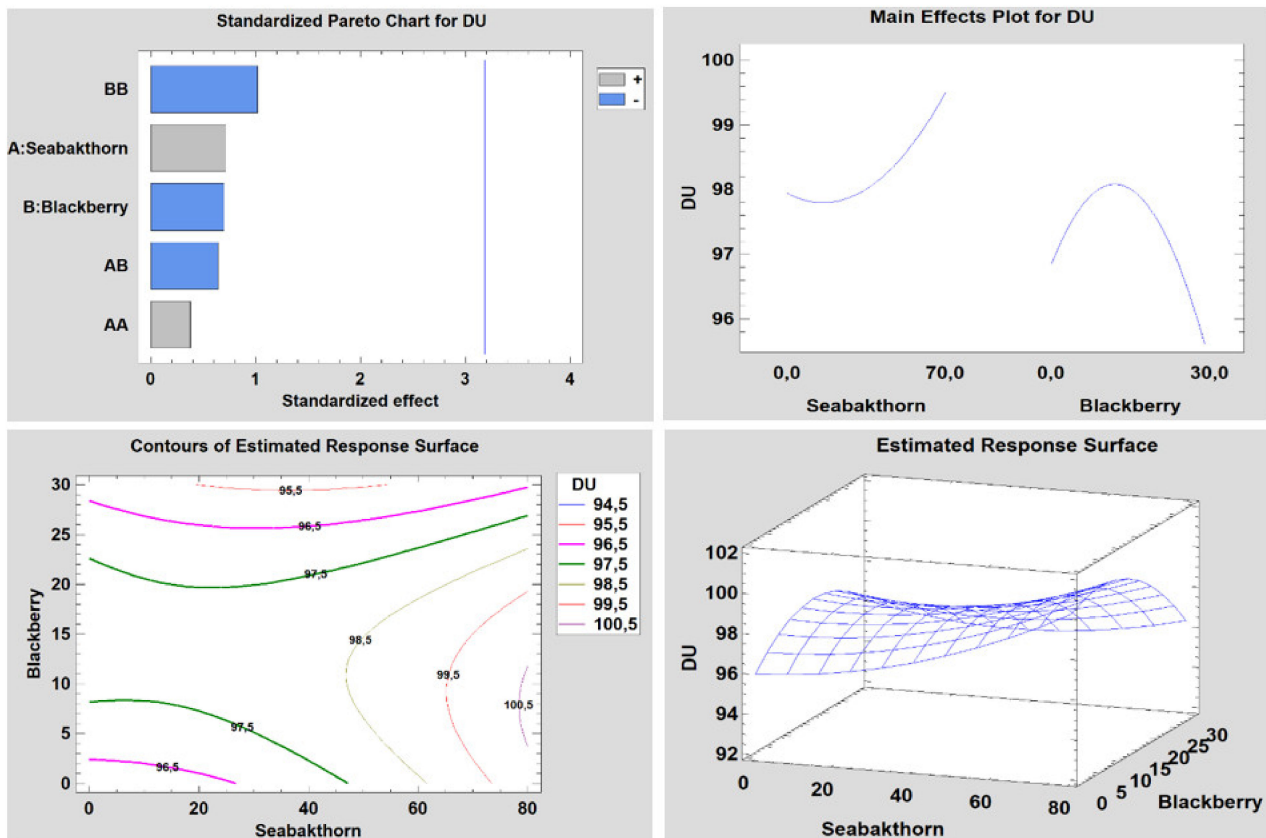 Standardized Pareto Chart for DU
BB
A:Seabakthorn
B:Blackberry
AB
AA
0 1 2 3 4
Standardized effect
+
-
Main Effects Plot for DU
100
99
98
97
96
DU
0,0 70,0 0,0 30,0
Seabakthorn Blackberry
Contours of Estimated Response Surface
30
25
20
15
10
5
0
Blackberry
95,5
96,5
97,5
98,5
99,5
100,5
97,5
96,5
0 20 40 60 80
Seabakthorn
DU
94,5
95,5
96,5
97,5
98,5
99,5
100,5
Estimated Response Surface
102
100
98
96
94
92
DU
0 20 40 60 80
Seabakthorn
0 5 10 15 20 25 30
Blackberry